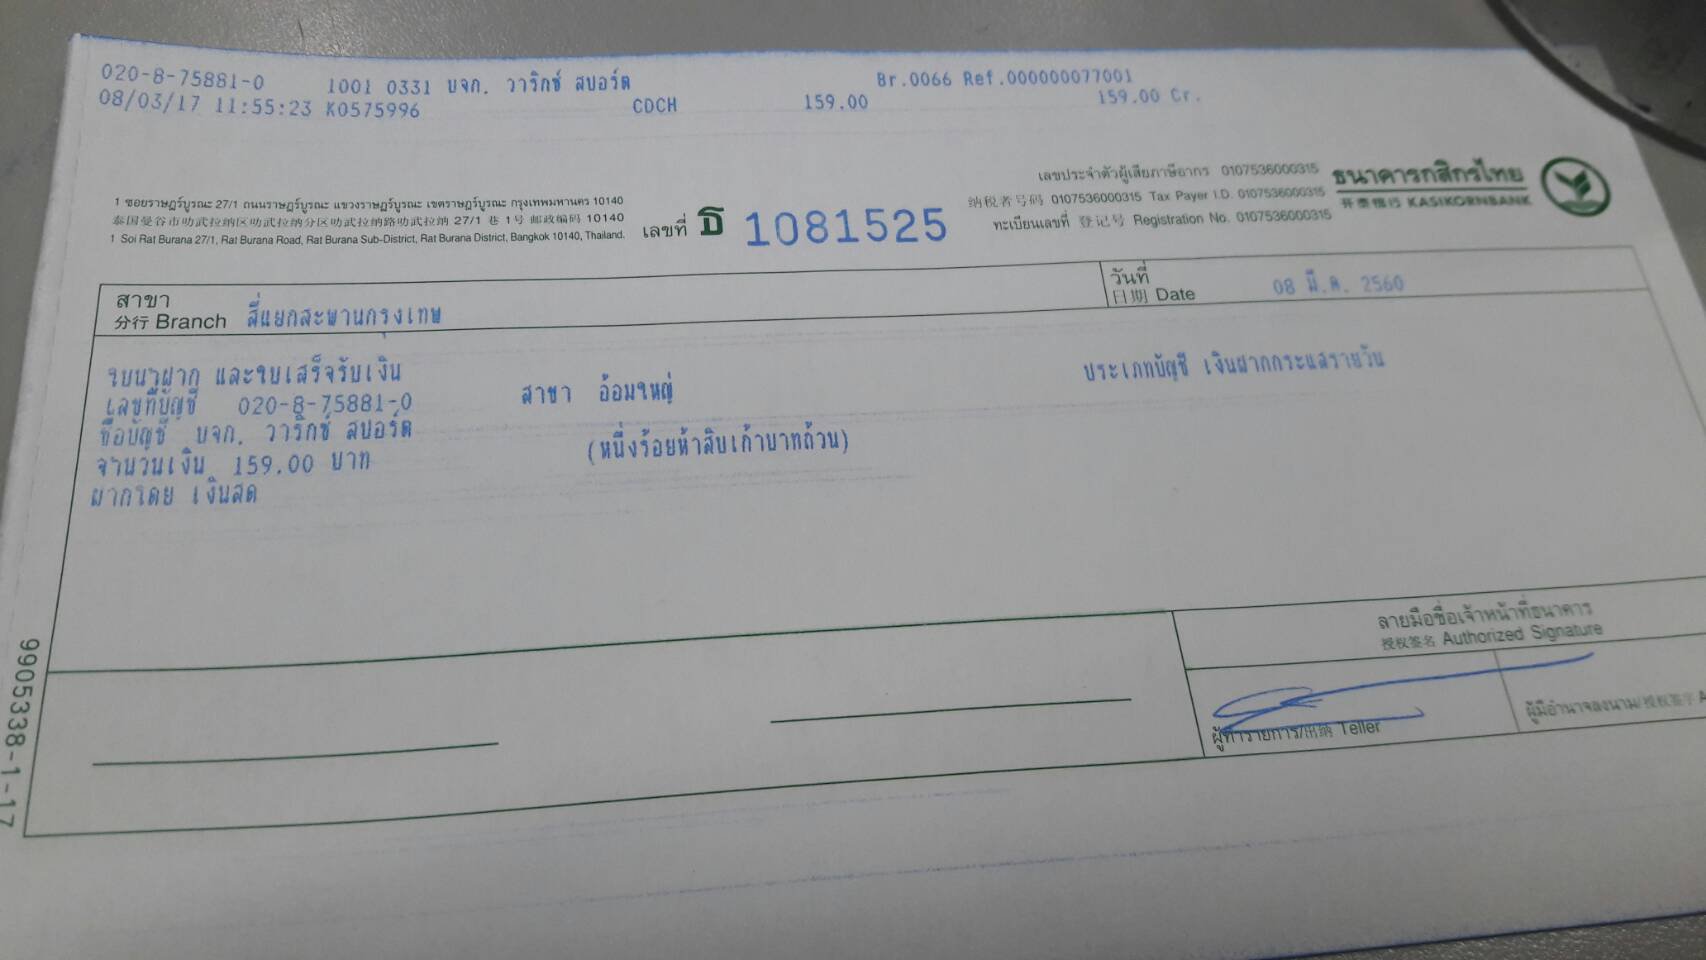 020-8-75881-0 1001 0331 บจก. วาริกซ์ สปอร์ต Br.0066 Ref.000000077001
08/03/17 11:55:23 K0575996 CDCH 159.00 159.00 Cr.
เลขประจำตัวผู้เสียภาษีอากร 0107536000315
纳税者号码 0107536000315 Tax Payer I.D. 0107536000315
ทะเบียนเลขที่ 登记号 Registration No. 0107536000315
ธนาคารกสิกรไทย
开泰银行 KASIKORNBANK
1 ซอยราษฎร์บูรณะ 27/1 ถนนราษฎร์บูรณะ แขวงราษฎร์บูรณะ เขตราษฎร์บูรณะ กรุงเทพมหานคร 10140
泰国曼谷市叻武拉纳区叻武拉纳分区叻武拉纳路叻武拉纳 27/1 巷 1号 邮政编码 10140
1 Soi Rat Burana 27/1, Rat Burana Road, Rat Burana Sub-District, Rat Burana District, Bangkok 10140, Thailand.
เลขที่ ธ 1081525
สาขา
分行 Branch สี่แยกสะพานกรุงเทพ
วันที่
日期 Date 08 มี.ค. 2560
ใบนำฝาก และใบเสร็จรับเงิน
เลขที่บัญชี 020-8-75881-0 สาขา อ้อมใหญ่ ประเภทบัญชี เงินฝากกระแสรายวัน
ชื่อบัญชี บจก. วาริกซ์ สปอร์ต
จำนวนเงิน 159.00 บาท (หนึ่งร้อยห้าสิบเก้าบาทถ้วน)
ฝากโดย เงินสด
ลายมือชื่อเจ้าหน้าที่ธนาคาร
授权签名 Authorized Signature
ผู้ทำรายการ/出纳 Teller
ผู้มีอำนาจลงนาม/授权签字 A
9905338-1-17